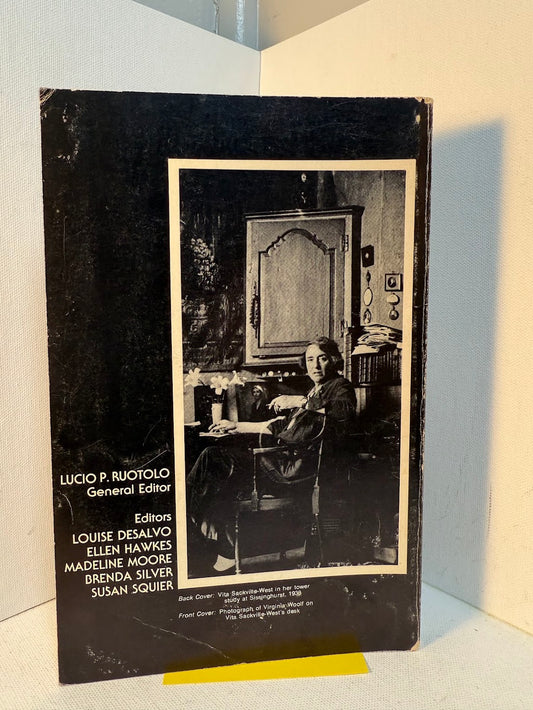 LUCIO P. RUOTOLO
General Editor
Editors
LOUISE DESALVO
ELLEN HAWKES
MADELINE MOORE
BRENDA SILVER
SUSAN SQUIER
Back Cover: Vita Sackville-West in her tower
study at Sissinghurst. 1939
Front Cover: Photograph of Virginia Woolf on
Vita Sackville-West's desk